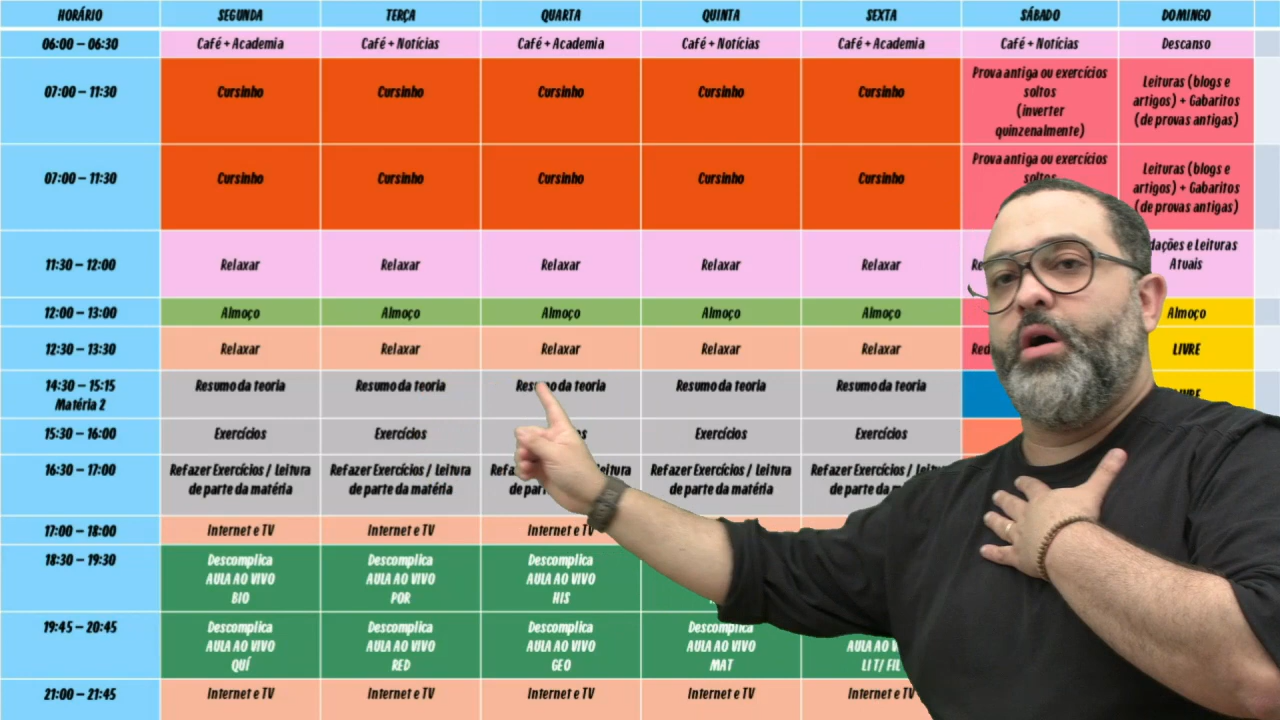 HORÁRIO SEGUNDA TERÇA QUARTA QUINTA SEXTA SÁBADO DOMINGO
06:00 – 06:30 Café + Academia Café + Notícias Café + Academia Café + Notícias Café + Academia Café + Notícias Descanso
07:00 – 11:30 Cursinho Cursinho Cursinho Cursinho Cursinho
Prova antiga ou exercícios
soltos
(inverter
quinzenalmente)
Leituras (blogs e
artigos) + Gabaritos
(de provas antigas)
07:00 – 11:30 Cursinho Cursinho Cursinho Cursinho Cursinho
Prova antiga ou exercícios
soltos
Leituras (blogs e
artigos) + Gabaritos
(de provas antigas)
11:30 – 12:00 Relaxar Relaxar Relaxar Relaxar Relaxar
e Leituras
Atuais
12:00 – 13:00 Almoço Almoço Almoço Almoço Almoço Almoço
12:30 – 13:30 Relaxar Relaxar Relaxar Relaxar Relaxar LIVRE
14:30 – 15:15 Resumo da teoria Resumo da teoria Resumo da teoria Resumo da teoria Resumo da teoria
Matéria 2
15:30 – 16:00 Exercícios Exercícios Exercícios Exercícios
16:30 – 17:00 Refazer Exercícios / Leitura Refazer Exercícios / Leitura / Leitura Refazer Exercícios / Leitura Refazer Exercícios /
de parte da matéria de parte da matéria matéria de parte da matéria de parte da
17:00 – 18:00 Internet e TV Internet e TV Internet e TV
18:30 – 19:30 Descomplica Descomplica Descomplica
AULA AO VIVO AULA AO VIVO AULA AO VIVO
BIO POR HIS
19:45 – 20:45 Descomplica Descomplica Descomplica Descomplica
AULA AO VIVO AULA AO VIVO AULA AO VIVO AULA AO VIVO AULA AO
QUÍ RED GEO MAT LIT/ FIL
21:00 – 21:45 Internet e TV Internet e TV Internet e TV Internet e TV Internet e TV